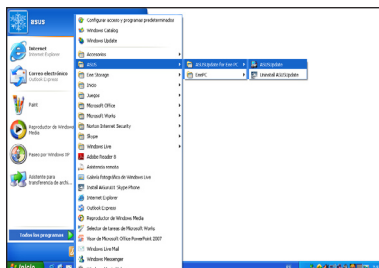 asus
Internet
Internet Explorer
Correo electrónico
Outlook Express
Paint
Reproductor de Windows Media
Paseo por Windows XP
Asistente para transferencia de archi...
Todos los programas
Inicio
Configurar acceso y programas predeterminados
Windows Catalog
Windows Update
Accesorios
ASUS
Eee Storage
Inicio
Juegos
Microsoft Office
Microsoft Works
Norton Internet Security
Skype
Windows Live
Adobe Reader 8
Asistencia remota
Galería fotográfica de Windows Live
Install Asuvo2 Skype Phone
Internet Explorer
Outlook Express
Reproductor de Windows Media
Selector de tareas de Microsoft Works
Visor de Microsoft Office PowerPoint 2007
Windows Live Mail
Windows Messenger
ASUSUpdate for Eee PC
EeePC
ASUSUpdate
Uninstall ASUSUpdate